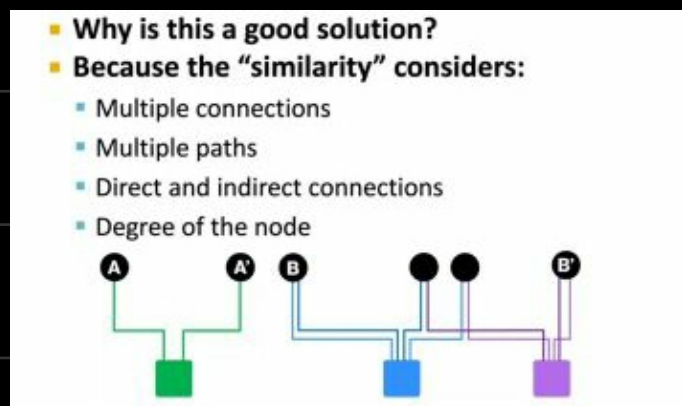 Why is this a good solution?
Because the “similarity” considers:
Multiple connections
Multiple paths
Direct and indirect connections
Degree of the node
A A' B B'